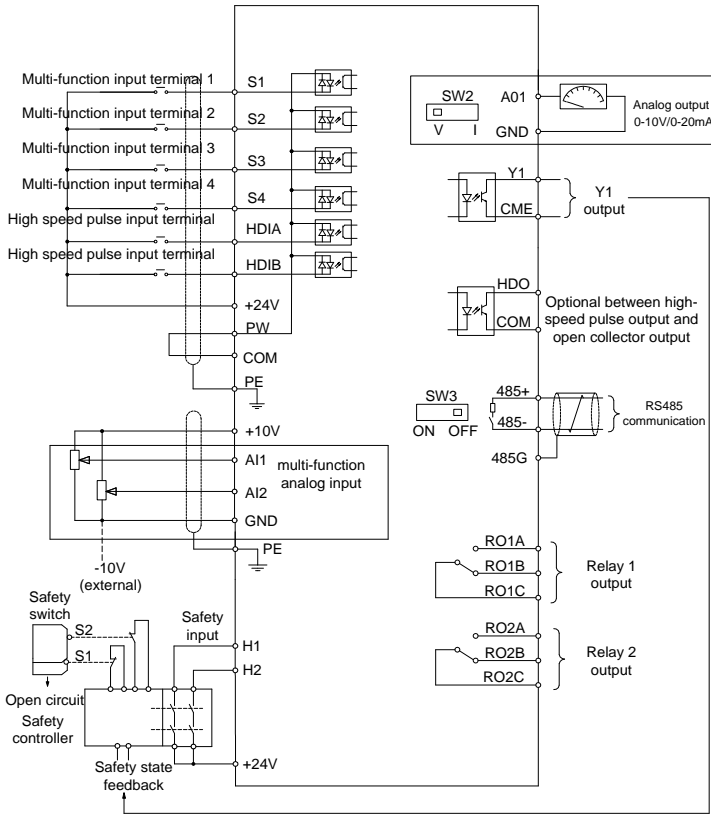 Multi-function input terminal 1
S1
Multi-function input terminal 2
S2
Multi-function input terminal 3
S3
Multi-function input terminal 4
S4
High speed pulse input terminal
HDIA
High speed pulse input terminal
HDIB
+24V
PW
COM
PE
+10V
AI1
AI2
GND
multi-function
analog input
PE
-10V
(external)
Safety
switch
S2
S1
Open circuit
Safety
controller
Safety
input
H1
H2
+24V
Safety state
feedback
SW2
V I
A01
GND
Analog output
0-10V/0-20mA
Y1
CME
Y1
output
HDO
COM
Optional between high-
speed pulse output and
open collector output
SW3
ON OFF
485+
485-
485G
RS485
communication
RO1A
RO1B
RO1C
Relay 1
output
RO2A
RO2B
RO2C
Relay 2
output